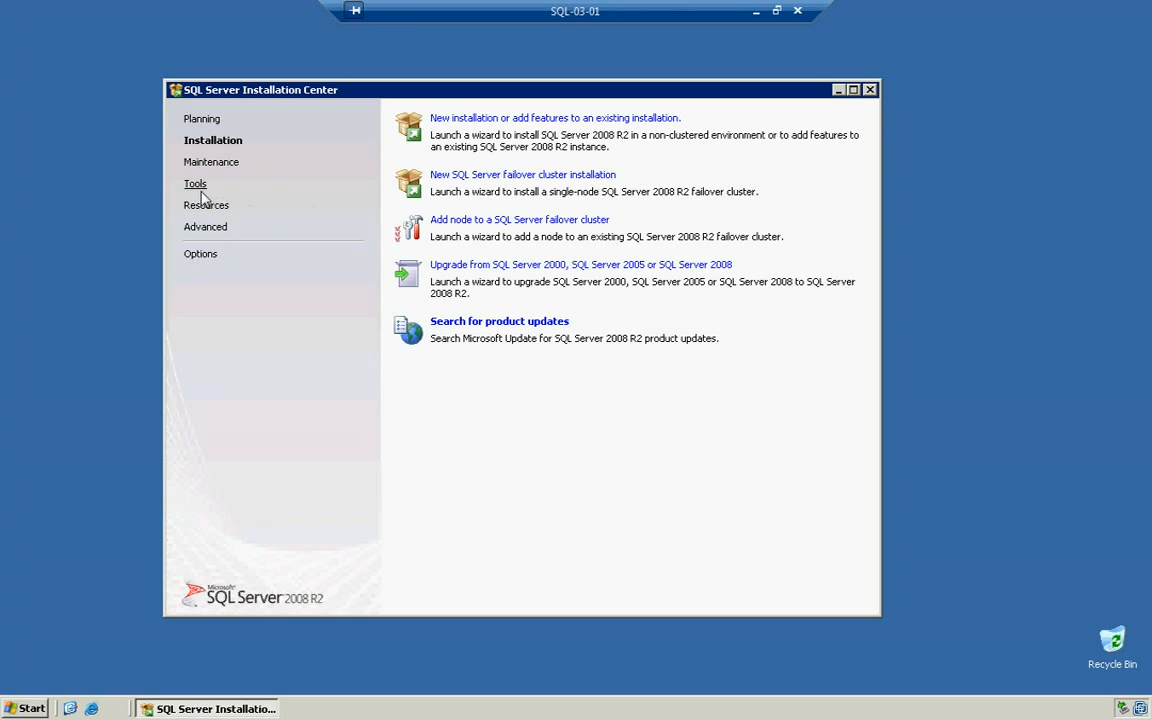 SQL-03-01
SQL Server Installation Center
Planning
Installation
Maintenance
Tools
Resources
Advanced
Options
New installation or add features to an existing installation.
Launch a wizard to install SQL Server 2008 R2 in a non-clustered environment or to add features to
an existing SQL Server 2008 R2 instance.
New SQL Server failover cluster installation
Launch a wizard to install a single-node SQL Server 2008 R2 failover cluster.
Add node to a SQL Server failover cluster
Launch a wizard to add a node to an existing SQL Server 2008 R2 failover cluster.
Upgrade from SQL Server 2000, SQL Server 2005 or SQL Server 2008
Launch a wizard to upgrade SQL Server 2000, SQL Server 2005 or SQL Server 2008 to SQL Server
2008 R2.
Search for product updates
Search Microsoft Update for SQL Server 2008 R2 product updates.
Microsoft
SQL Server 2008 R2
Recycle Bin
Start
SQL Server Installatio...